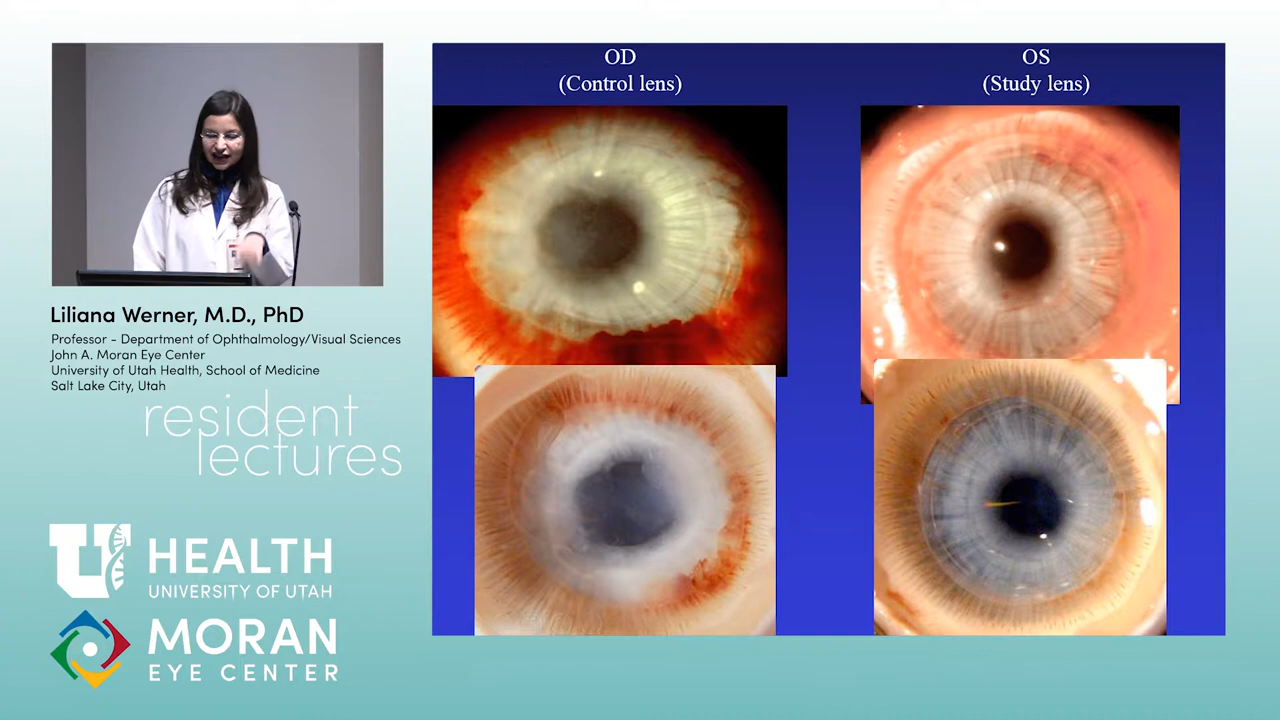 OD
(Control lens)
OS
(Study lens)
Liliana Werner, M.D., PhD
Professor - Department of Ophthalmology/Visual Sciences
John A. Moran Eye Center
University of Utah Health, School of Medicine
Salt Lake City, Utah
resident
lectures
U HEALTH
UNIVERSITY OF UTAH
MORAN
EYE CENTER